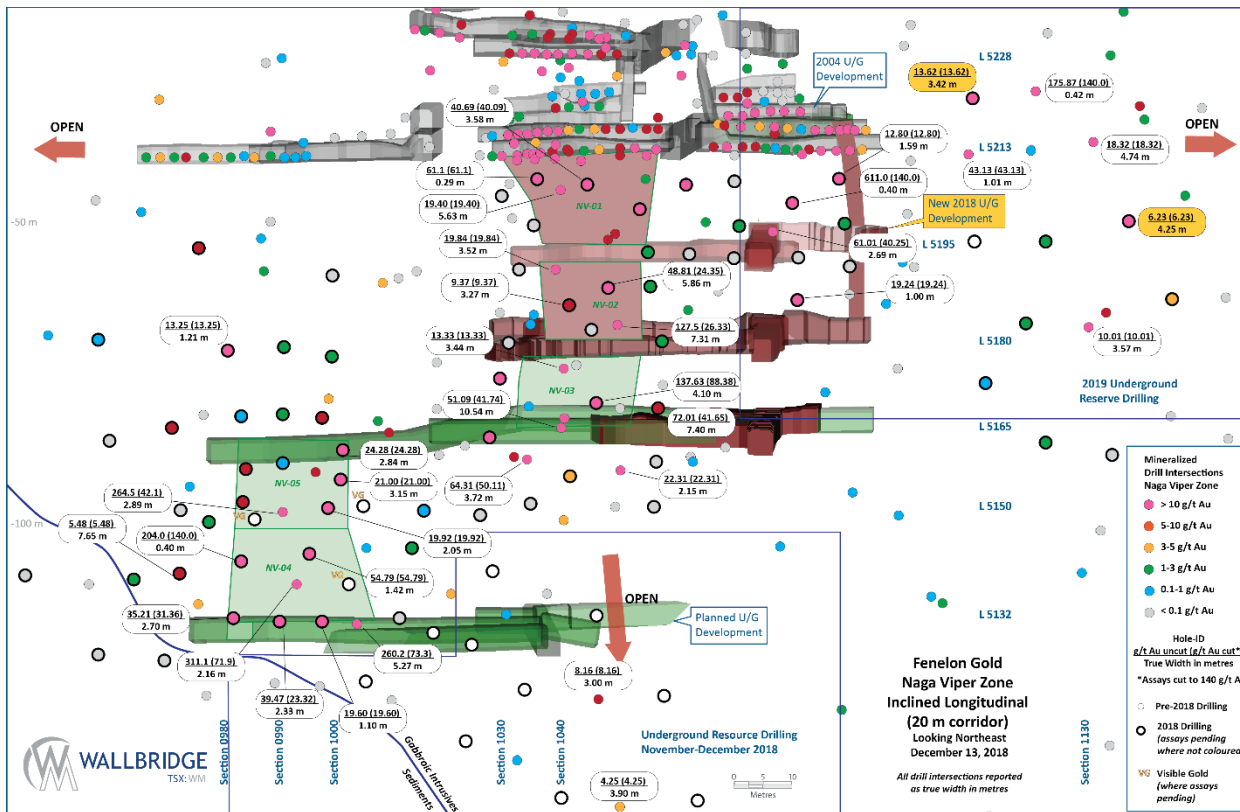 L 5228
2004 U/G
Development
13.62 (13.62)
3.42 m
175.87 (140.0)
0.42 m
40.69 (40.09)
3.58 m
OPEN
OPEN
12.80 (12.80)
1.59 m
L 5213
18.32 (18.32)
4.74 m
61.1 (61.1)
0.29 m
611.0 (140.0)
0.40 m
43.13 (43.13)
1.01 m
19.40 (19.40)
5.63 m
NV-01
New 2018 U/G
Development
-50 m
6.23 (6.23)
4.25 m
19.84 (19.84)
3.52 m
61.01 (40.25)
2.69 m
L 5195
48.81 (24.35)
5.86 m
9.37 (9.37)
3.27 m
NV-02
19.24 (19.24)
1.00 m
13.25 (13.25)
1.21 m
13.33 (13.33)
3.44 m
127.5 (26.33)
7.31 m
L 5180
10.01 (10.01)
3.57 m
NV-03
137.63 (88.38)
4.10 m
2019 Underground
Reserve Drilling
51.09 (41.74)
10.54 m
72.01 (41.65)
7.40 m
L 5165
24.28 (24.28)
2.84 m
NV-05
21.00 (21.00)
3.15 m
64.31 (50.11)
3.72 m
22.31 (22.31)
2.15 m
264.5 (42.1)
2.89 m
VG
VG
L 5150
-100 m
5.48 (5.48)
7.65 m
204.0 (140.0)
0.40 m
19.92 (19.92)
2.05 m
NV-04
VG
54.79 (54.79)
1.42 m
OPEN
35.21 (31.36)
2.70 m
Planned U/G
Development
L 5132
311.1 (71.9)
2.16 m
260.2 (73.3)
5.27 m
8.16 (8.16)
3.00 m
39.47 (23.32)
2.33 m
19.60 (19.60)
1.10 m
Mineralized
Drill Intersections
Naga Viper Zone
> 10 g/t Au
5-10 g/t Au
3-5 g/t Au
1-3 g/t Au
0.1-1 g/t Au
< 0.1 g/t Au
Hole-ID
g/t Au uncut (g/t Au cut*
True Width in metres
*Assays cut to 140 g/t A
Pre-2018 Drilling
2018 Drilling
(assays pending
where not coloured
VG Visible Gold
(where assays
pending)
Fenelon Gold
Naga Viper Zone
Inclined Longitudinal
(20 m corridor)
Looking Northeast
December 13, 2018
All drill intersections reported
as true width in metres
Section 0980
Section 0990
Section 1000
Section 1030
Section 1040
Section 1130
Gabbroic Intrusives
Sediments
Underground Resource Drilling
November-December 2018
0 5 10
Metres
4.25 (4.25)
3.90 m
WALLBRIDGE
TSX: WM